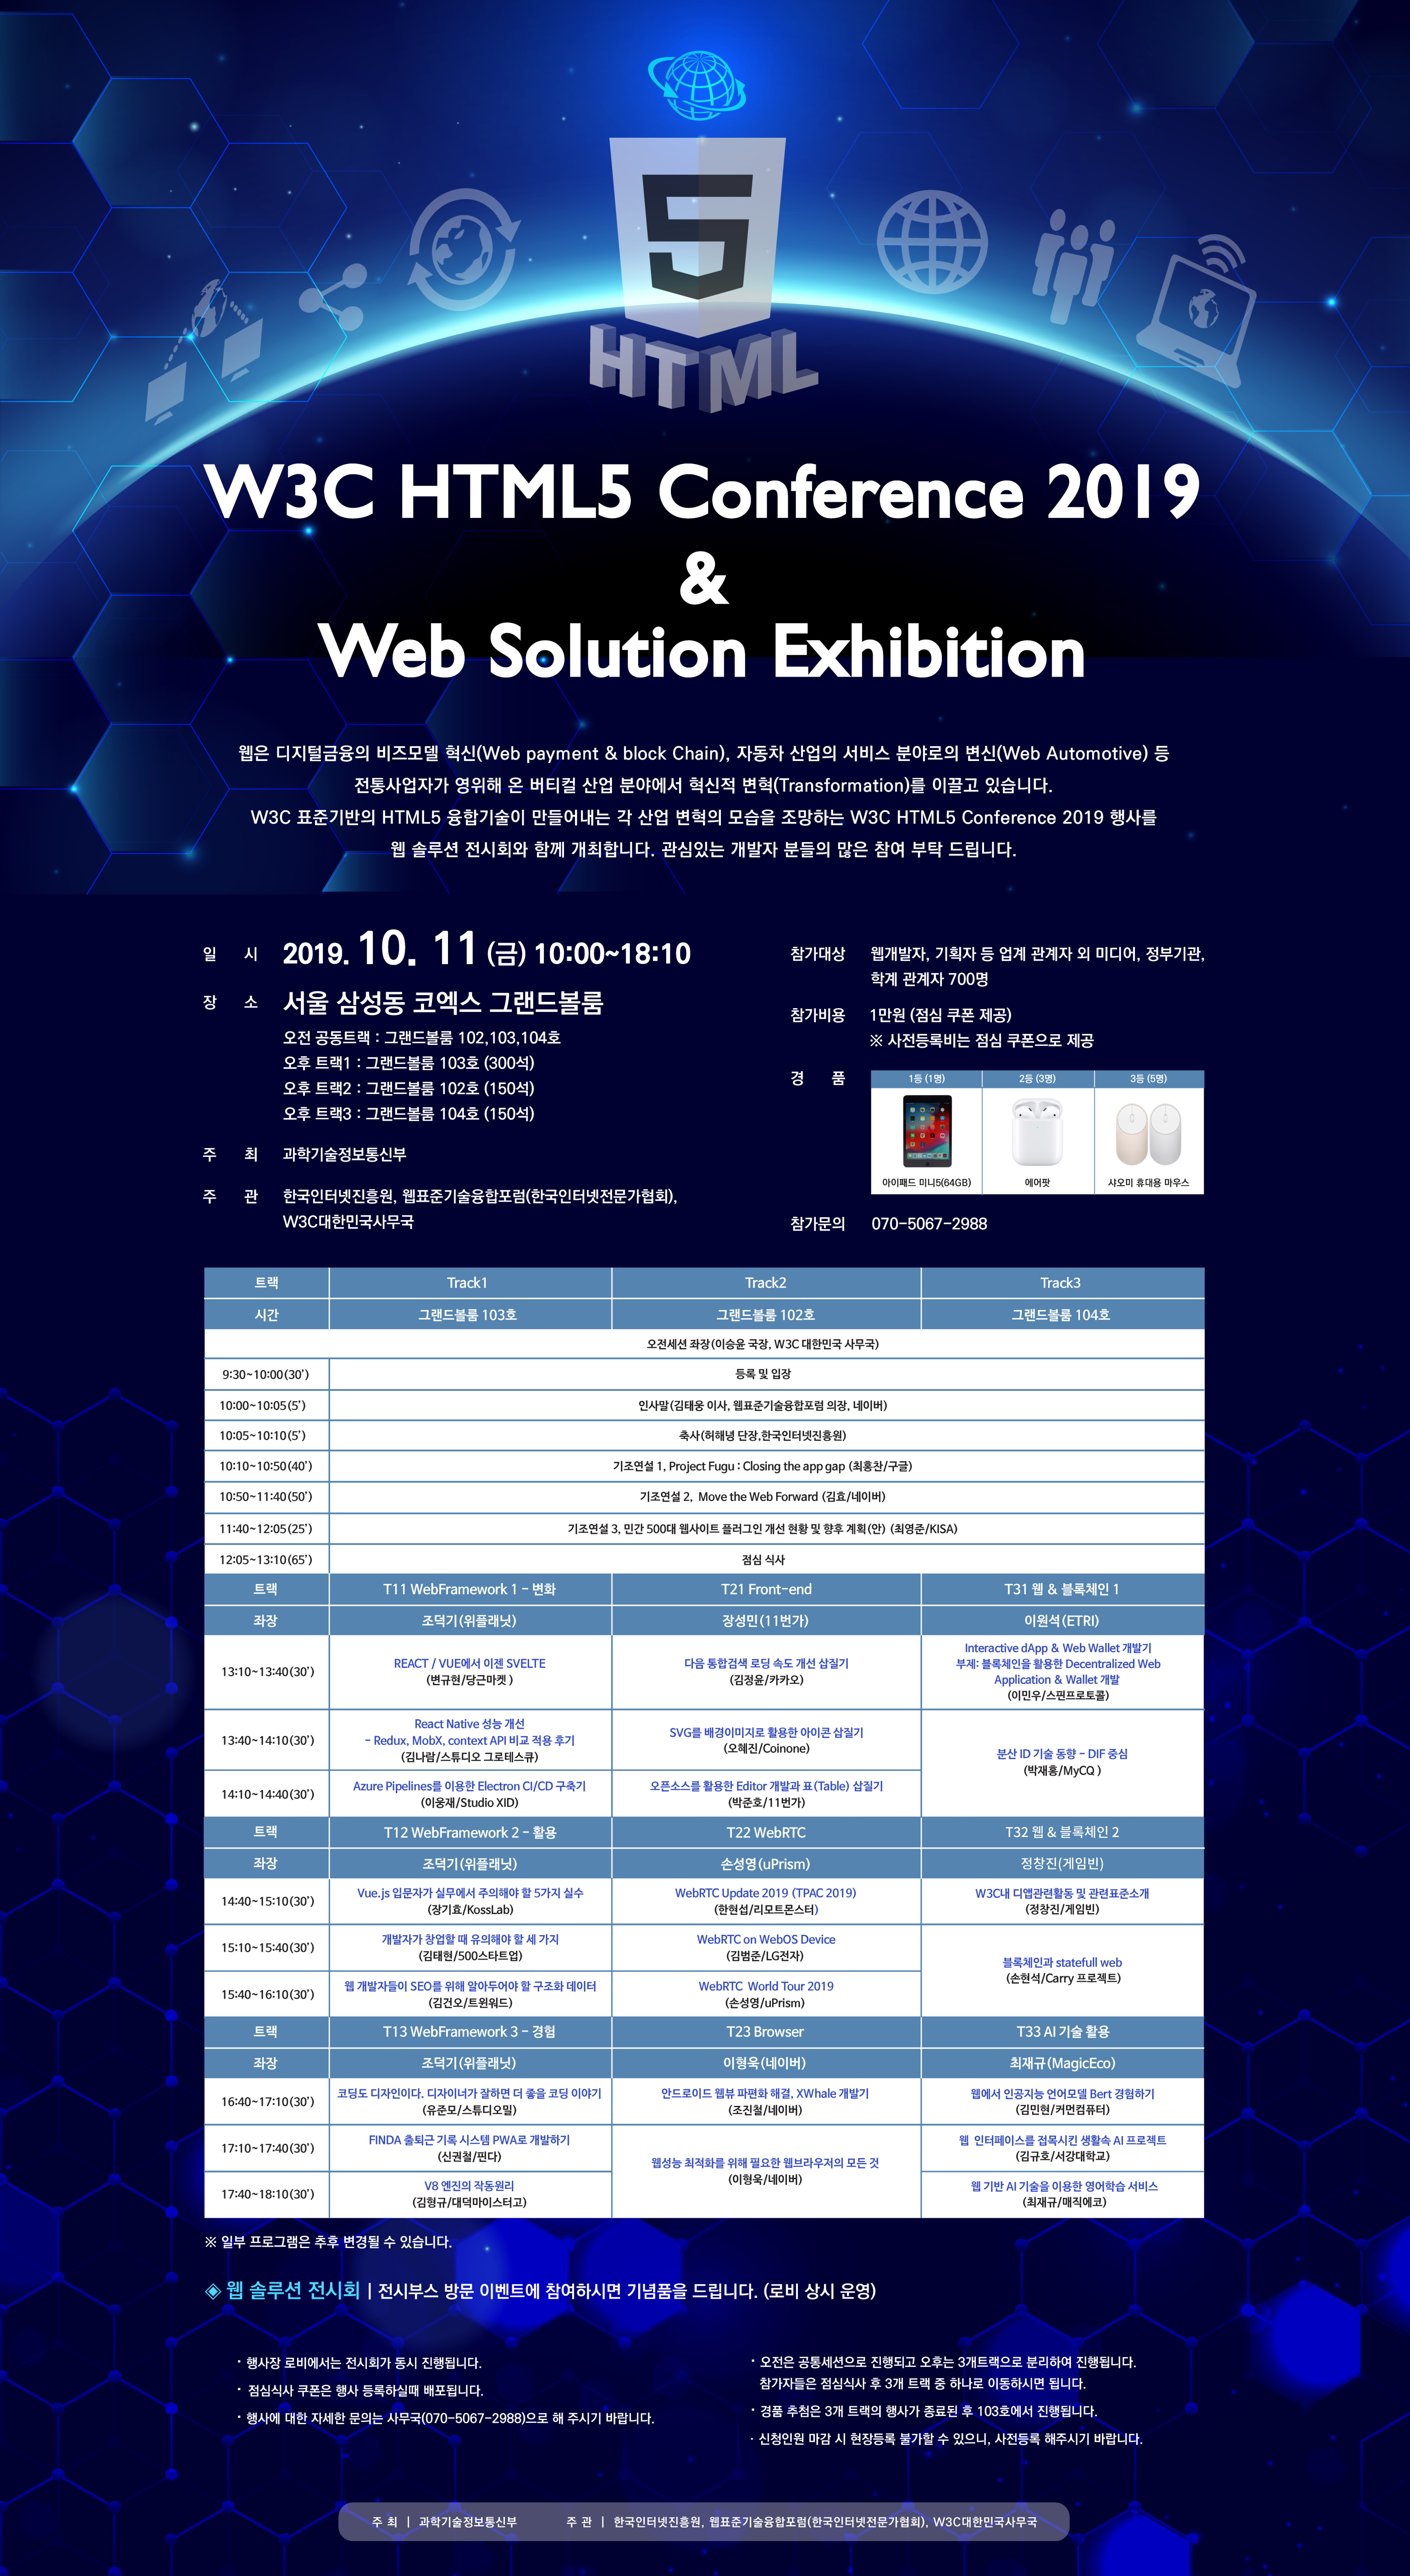 5
HTML
W3C HTML5 Conference 2019
&
Web Solution Exhibition
웹은 디지털금융의 비즈모델 혁신(Web payment & block Chain), 자동차 산업의 서비스 분야로의 변신(Web Automotive) 등
전통사업자가 영위해 온 버티컬 산업 분야에서 혁신적 변혁(Transformation)를 이끌고 있습니다.
W3C 표준기반의 HTML5 융합기술이 만들어내는 각 산업 변혁의 모습을 조망하는 W3C HTML5 Conference 2019 행사를
웹 솔루션 전시회와 함께 개최합니다. 관심있는 개발자 분들의 많은 참여 부탁 드립니다.
일 시 2019. 10. 11 (금) 10:00~18:10
장 소 서울 삼성동 코엑스 그랜드볼룸
오전 공동트랙 : 그랜드볼룸 102,103,104호
오후 트랙1 : 그랜드볼룸 103호 (300석)
오후 트랙2 : 그랜드볼룸 102호 (150석)
오후 트랙3 : 그랜드볼룸 104호 (150석)
주 최 과학기술정보통신부
주 관 한국인터넷진흥원, 웹표준기술융합포럼(한국인터넷전문가협회),
W3C대한민국사무국
참가대상 웹개발자, 기획자 등 업계 관계자 외 미디어, 정부기관,
학계 관계자 700명
참가비용 1만원 (점심 쿠폰 제공)
※ 사전등록비는 점심 쿠폰으로 제공
경 품 1등 (1명) 2등 (3명) 3등 (5명)
아이패드 미니5(64GB) 에어팟 샤오미 휴대용 마우스
참가문의 070-5067-2988
트랙 Track1 Track2 Track3
시간 그랜드볼룸 103호 그랜드볼룸 102호 그랜드볼룸 104호
오전세션 좌장(이승윤 국장, W3C 대한민국 사무국)
9:30~10:00(30’) 등록 및 입장
10:00~10:05(5’) 인사말(김태웅 이사, 웹표준기술융합포럼 의장, 네이버)
10:05~10:10(5’) 축사(허해녕 단장,한국인터넷진흥원)
10:10~10:50(40’) 기조연설 1, Project Fugu : Closing the app gap (최흥찬/구글)
10:50~11:40(50’) 기조연설 2, Move the Web Forward (김효/네이버)
11:40~12:05(25’) 기조연설 3, 민간 500대 웹사이트 플러그인 개선 현황 및 향후 계획(안) (최영준/KISA)
12:05~13:10(65’) 점심 식사
트랙 T11 WebFramework 1 - 변화 T21 Front-end T31 웹 & 블록체인 1
좌장 조덕기(위플래닛) 장성민(11번가) 이원석(ETRI)
13:10~13:40(30’)
REACT / VUE에서 이젠 SVELTE
(변규현/당근마켓 )
다음 통합검색 로딩 속도 개선 삽질기
(김정윤/카카오)
Interactive dApp & Web Wallet 개발기
부제: 블록체인을 활용한 Decentralized Web
Application & Wallet 개발
(이민우/스핀프로토콜)
13:40~14:10(30’)
React Native 성능 개선
- Redux, MobX, context API 비교 적용 후기
(김나람/스튜디오 그로테스큐)
SVG를 배경이미지로 활용한 아이콘 삽질기
(오혜진/Coinone)
분산 ID 기술 동향 - DIF 중심
(박재홍/MyCQ )
14:10~14:40(30’)
Azure Pipelines를 이용한 Electron CI/CD 구축기
(이웅재/Studio XID)
오픈소스를 활용한 Editor 개발과 표(Table) 삽질기
(박준호/11번가)
트랙 T12 WebFramework 2 - 활용 T22 WebRTC T32 웹 & 블록체인 2
좌장 조덕기(위플래닛) 손성영(uPrism) 정창진(게임빈)
14:40~15:10(30’)
Vue.js 입문자가 실무에서 주의해야 할 5가지 실수
(장기효/KossLab)
WebRTC Update 2019 (TPAC 2019)
(한현섭/리모트몬스터)
W3C내 디앱관련활동 및 관련표준소개
(정창진/게임빈)
15:10~15:40(30’)
개발자가 창업할 때 유의해야 할 세 가지
(김태현/500스타트업)
WebRTC on WebOS Device
(김범준/LG전자)
블록체인과 statefull web
(손현석/Carry 프로젝트)
15:40~16:10(30’)
웹 개발자들이 SEO를 위해 알아두어야 할 구조화 데이터
(김건오/트윈워드)
WebRTC World Tour 2019
(손성영/uPrism)
트랙 T13 WebFramework 3 - 경험 T23 Browser T33 AI 기술 활용
좌장 조덕기(위플래닛) 이형욱(네이버) 최재규(MagicEco)
16:40~17:10(30’)
코딩도 디자인이다. 디자이너가 잘하면 더 좋을 코딩 이야기
(유준모/스튜디오밀)
안드로이드 웹뷰 파편화 해결, XWhale 개발기
(조진철/네이버)
웹에서 인공지능 언어모델 Bert 경험하기
(김민현/커먼컴퓨터)
17:10~17:40(30’)
FINDA 출퇴근 기록 시스템 PWA로 개발하기
(신권철/핀다)
웹성능 최적화를 위해 필요한 웹브라우저의 모든 것
(이형욱/네이버)
웹 인터페이스를 접목시킨 생활속 AI 프로젝트
(김규호/서강대학교)
17:40~18:10(30’)
V8 엔진의 작동원리
(김형규/대덕마이스터고)
웹 기반 AI 기술을 이용한 영어학습 서비스
(최재규/매직에코)
※ 일부 프로그램은 추후 변경될 수 있습니다.
◈ 웹 솔루션 전시회 | 전시부스 방문 이벤트에 참여하시면 기념품을 드립니다. (로비 상시 운영)
· 행사장 로비에서는 전시회가 동시 진행됩니다.
· 점심식사 쿠폰은 행사 등록하실때 배포됩니다.
· 행사에 대한 자세한 문의는 사무국(070-5067-2988)으로 해 주시기 바랍니다.
· 오전은 공통세션으로 진행되고 오후는 3개트랙으로 분리하여 진행됩니다.
참가자들은 점심식사 후 3개 트랙 중 하나로 이동하시면 됩니다.
· 경품 추첨은 3개 트랙의 행사가 종료된 후 103호에서 진행됩니다.
· 신청인원 마감 시 현장등록 불가할 수 있으니, 사전등록 해주시기 바랍니다.
주 최 | 과학기술정보통신부 주 관 | 한국인터넷진흥원, 웹표준기술융합포럼(한국인터넷전문가협회), W3C대한민국사무국